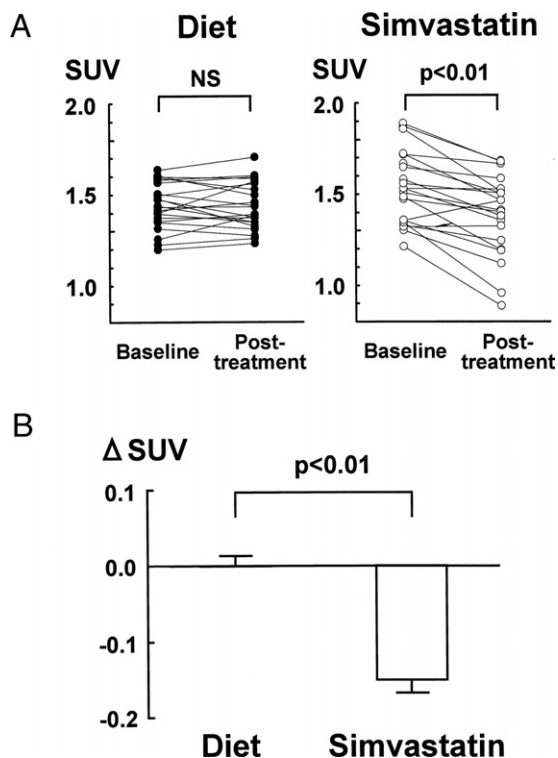 A
Diet
Simvastatin
SUV
NS
SUV
p<0.01
2.0
1.5
1.0
2.0
1.5
1.0
Baseline
Post-
treatment
Baseline
Post-
treatment
B
Δ SUV
p<0.01
0.1
0.0
-0.1
-0.2
Diet
Simvastatin